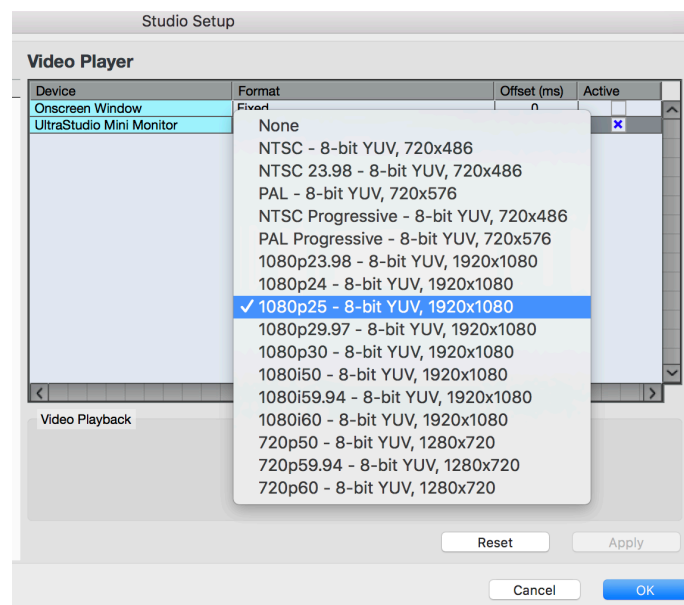 Studio Setup
Video Player
Device Format Offset (ms) Active
Onscreen Window Fixed 0
UltraStudio Mini Monitor
None
NTSC - 8-bit YUV, 720x486
NTSC 23.98 - 8-bit YUV, 720x486
PAL - 8-bit YUV, 720x576
NTSC Progressive - 8-bit YUV, 720x486
PAL Progressive - 8-bit YUV, 720x576
1080p23.98 - 8-bit YUV, 1920x1080
1080p24 - 8-bit YUV, 1920x1080
✓ 1080p25 - 8-bit YUV, 1920x1080
1080p29.97 - 8-bit YUV, 1920x1080
1080p30 - 8-bit YUV, 1920x1080
1080i50 - 8-bit YUV, 1920x1080
1080i59.94 - 8-bit YUV, 1920x1080
1080i60 - 8-bit YUV, 1920x1080
720p50 - 8-bit YUV, 1280x720
720p59.94 - 8-bit YUV, 1280x720
720p60 - 8-bit YUV, 1280x720
Video Playback
Reset Apply
Cancel OK